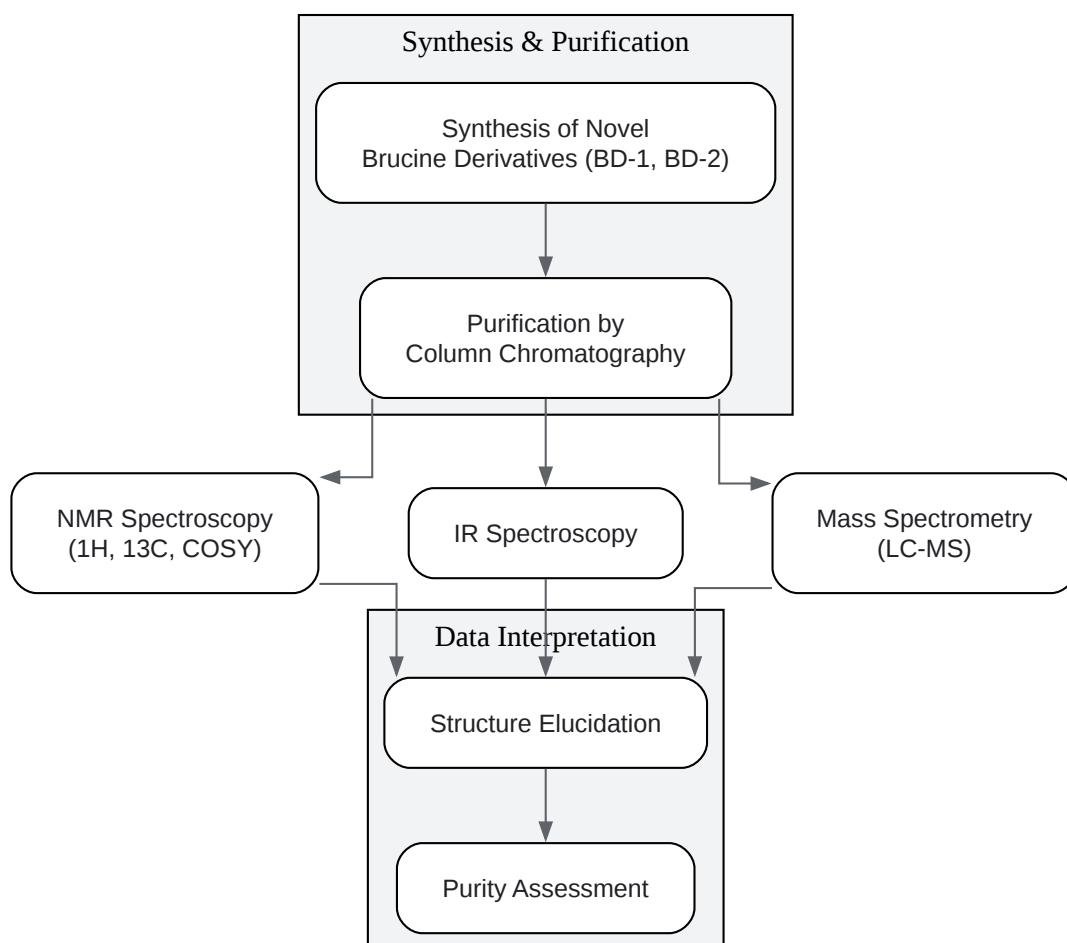 Synthesis & Purification
Synthesis of Novel
Brucine Derivatives (BD-1, BD-2)
Purification by
Column Chromatography
NMR Spectroscopy
(1H, 13C, COSY)
IR Spectroscopy
Mass Spectrometry
(LC-MS)
Data Interpretation
Structure Elucidation
Purity Assessment